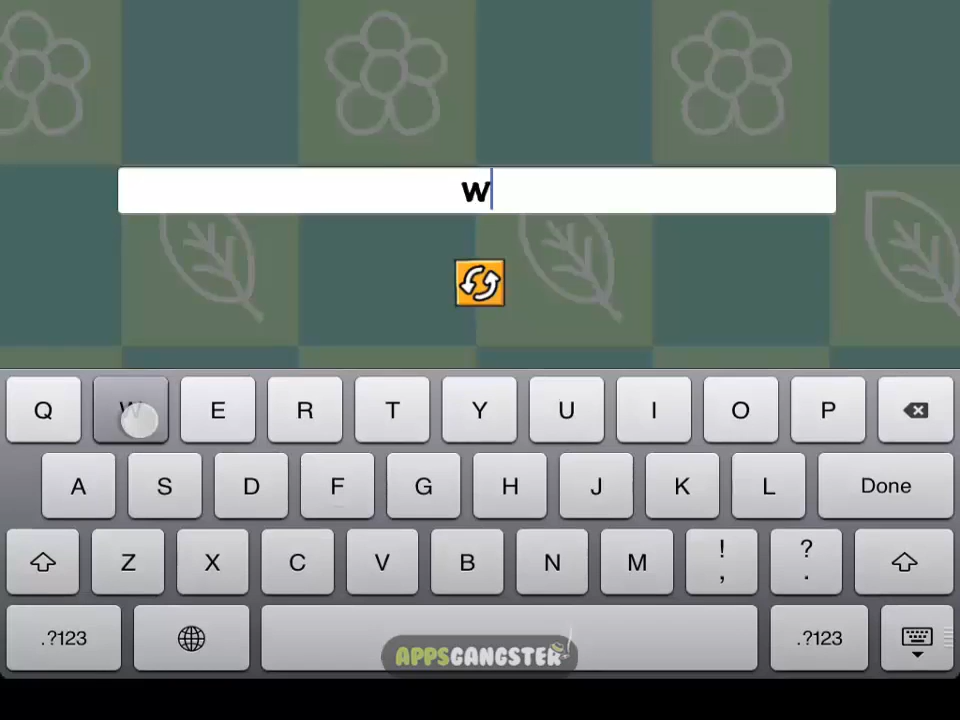 w
Q W E R T Y U I O P
A S D F G H J K L Done
Z X C V B N M ! , ? .
.?123 .?123
APPSGANGSTER